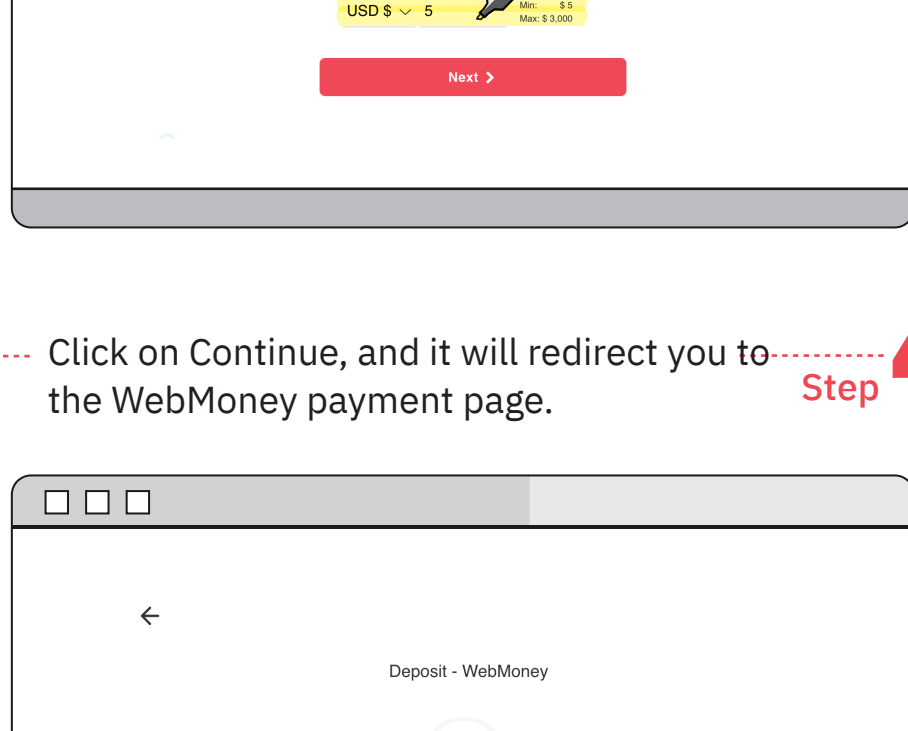 USD $ 5
Min: $ 5
Max: $ 3,000
Next
Click on Continue, and it will redirect you to
the WebMoney payment page.
Step
Deposit - WebMoney